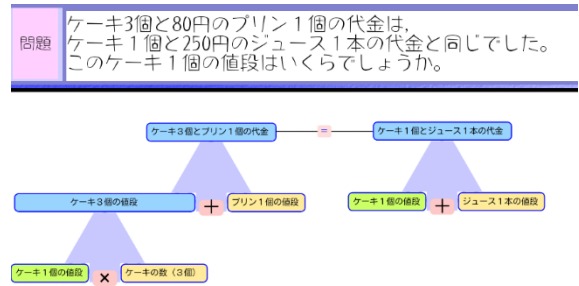 問題
ケーキ3個と80円のプリン1個の代金は,
ケーキ1個と250円のジュース1本の代金と同じでした。
このケーキ1個の値段はいくらでしょうか。
ケーキ3個とプリン1個の代金
=
ケーキ1個とジュース1本の代金
ケーキ3個の値段
+
プリン1個の値段
ケーキ1個の値段
+
ジュース1本の値段
ケーキ1個の値段
×
ケーキの数(3個)